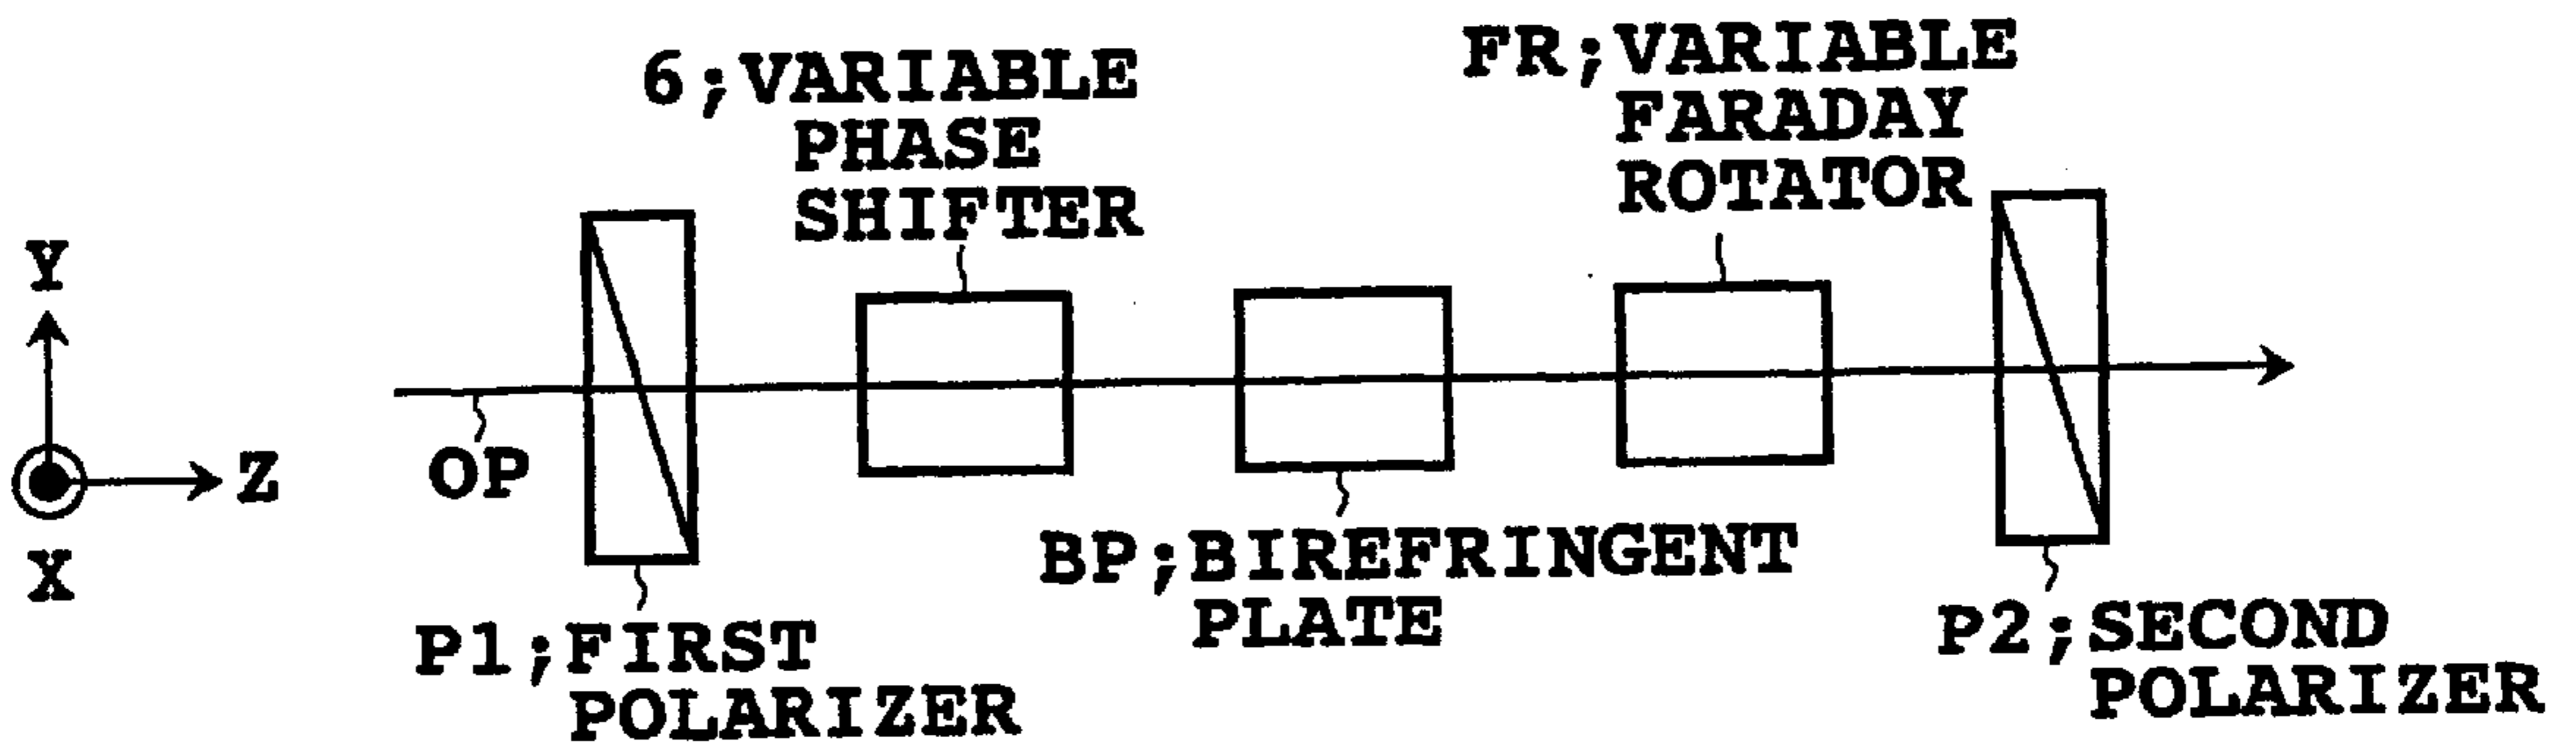 6;VARIABLE
PHASE
SHIFTER
FR;VARIABLE
FARADAY
ROTATOR
Y
Z
X
OP
P1;FIRST
POLARIZER
BP;BIREFRINGENT
PLATE
P2;SECOND
POLARIZER